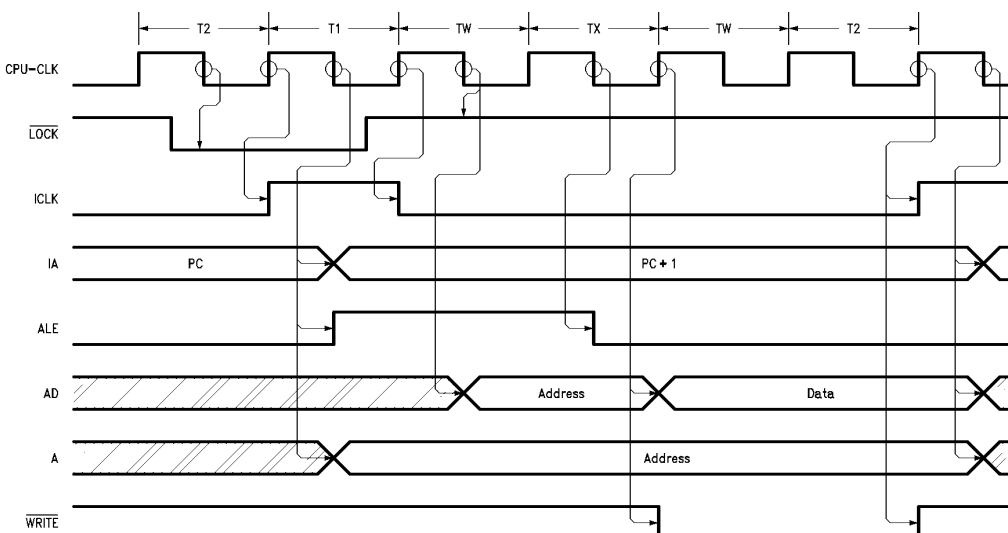 T2 T1 TW TX TW T2
CPU-CLK
LOCK
ICLK
IA PC PC + 1
ALE
AD Address Data
A Address
WRITE